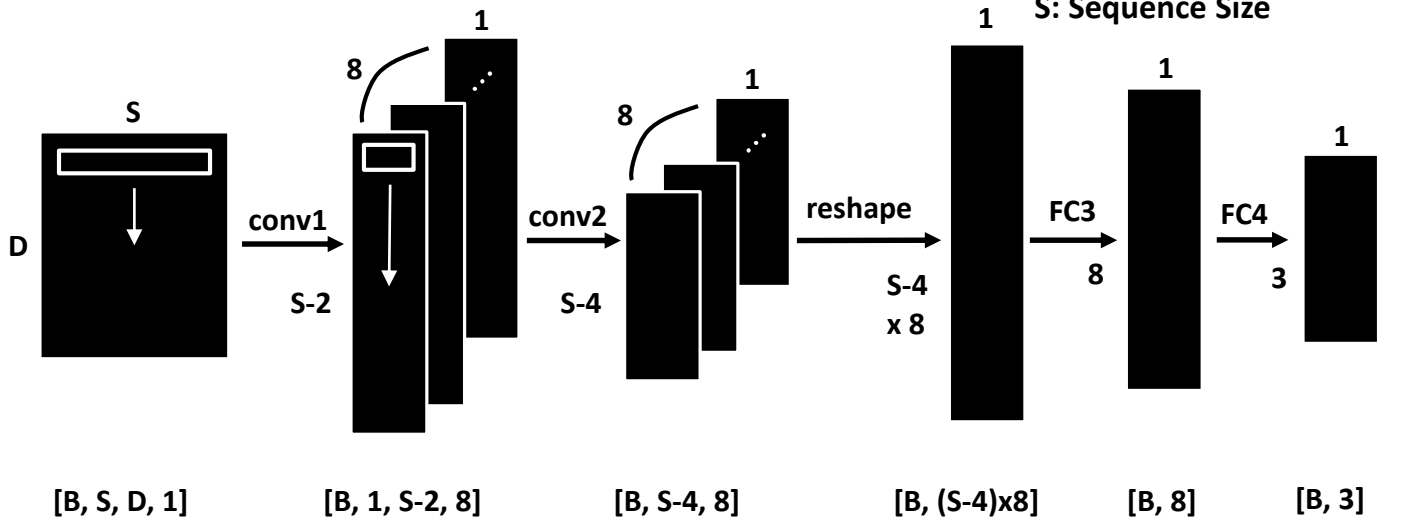 S: Sequence Size
1
1
1
1
1
8
8
S
D
conv1
S-2
conv2
S-4
reshape
S-4
x 8
FC3
8
FC4
3
[B, S, D, 1]
[B, 1, S-2, 8]
[B, S-4, 8]
[B, (S-4)x8]
[B, 8]
[B, 3]